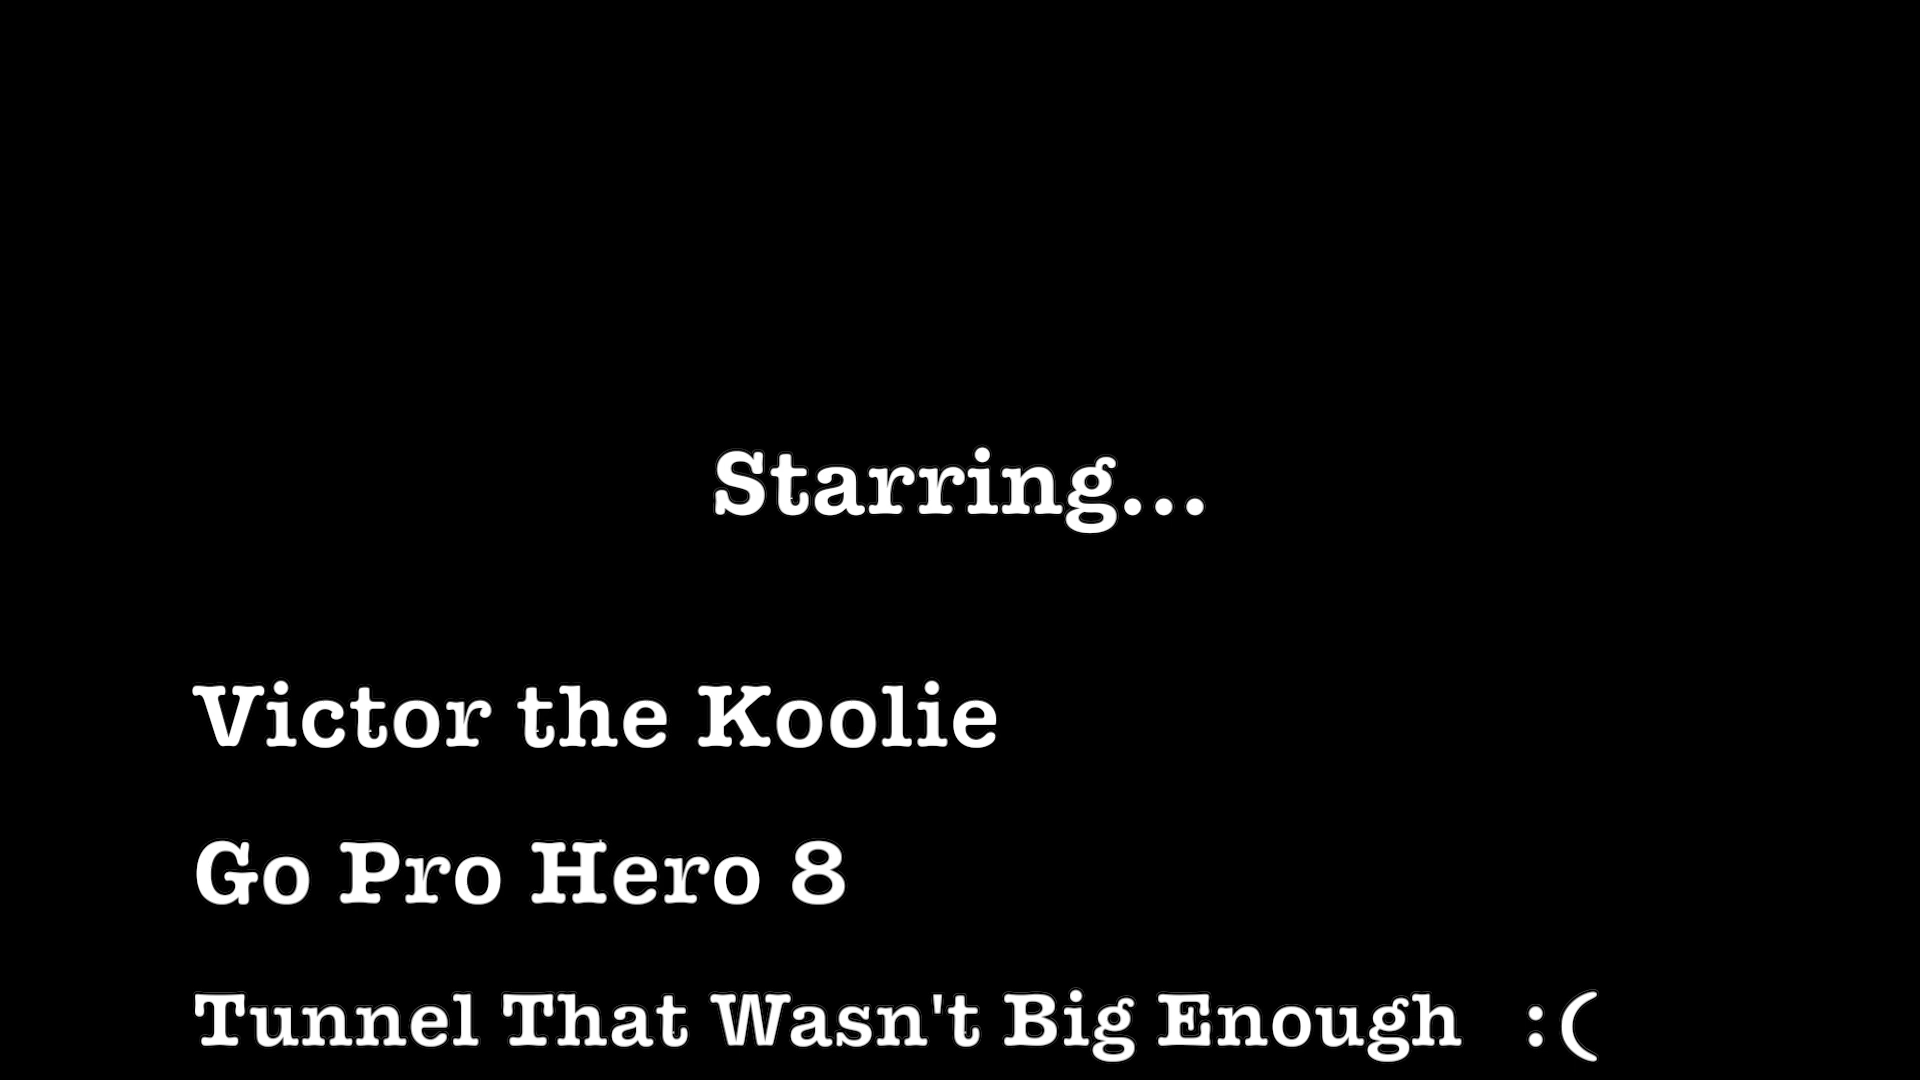 Starring...
Victor the Koolie
Go Pro Hero 8
Tunnel That Wasn't Big Enough :(